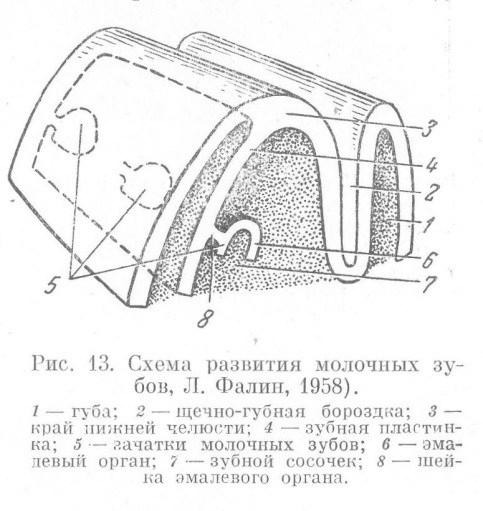 3
4
2
1
6
7
5
8
Рис. 13. Схема развития молочных зу-
бов, Л. Фалин, 1958).
1 — губа; 2 — щечно-губная бороздка; 3 —
край нижней челюсти; 4 — зубная пластин-
ка; 5 — зачатки молочных зубов; 6 — эма-
левый орган; 7 — зубной сосочек; 8 — шей-
ка эмалевого органа.